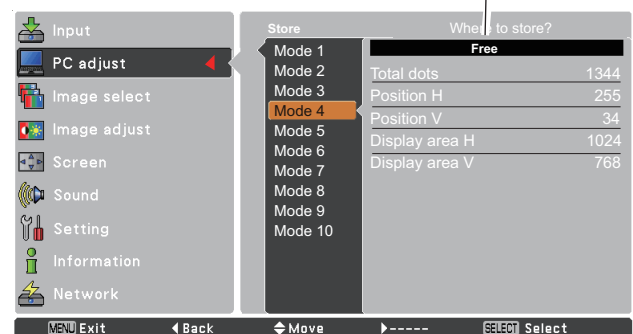 Input
PC adjust
Image select
Image adjust
Screen
Sound
Setting
Information
Network
Store
Mode 1
Mode 2
Mode 3
Mode 4
Mode 5
Mode 6
Mode 7
Mode 8
Mode 9
Mode 10
Where to store?
Free
Total dots 1344
Position H 255
Position V 34
Display area H 1024
Display area V 768
MENU Exit ◀Back ◆Move ▶----- SELECT Select